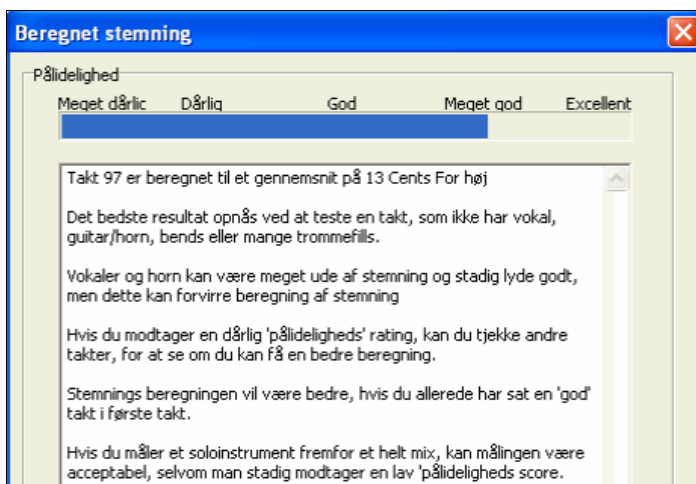 Beregnet stemning
Pålidelighed
Meget dårlic Dårlig God Meget god Excellent
Takt 97 er beregnet til et gennemsnit på 13 Cents For høj
Det bedste resultat opnås ved at teste en takt, som ikke har vokal,
guitar/horn, bends eller mange trommefills.
Vokaler og horn kan være meget ude af stemning og stadig lyde godt,
men dette kan forvirre beregning af stemning
Hvis du modtager en dårlig 'pålideligheds' rating, kan du tjekke andre
takter, for at se om du kan få en bedre beregning.
Stemnings beregningen vil være bedre, hvis du allerede har sat en 'god'
takt i første takt.
Hvis du måler et soloinstrument fremfor et helt mix, kan målingen være
acceptabel, selvom man stadig modtager en lav 'pålideligheds score.